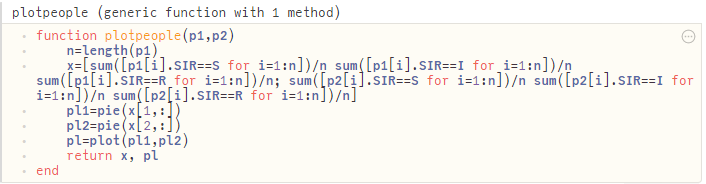 plotpeople (generic function with 1 method)
function plotpeople(p1,p2)
n=length(p1)
x=[sum([p1[i].SIR==S for i=1:n])/n sum([p1[i].SIR==I for i=1:n])/n
sum([p1[i].SIR==R for i=1:n])/n; sum([p2[i].SIR==S for i=1:n])/n sum([p2[i].SIR==I for
i=1:n])/n sum([p2[i].SIR==R for i=1:n])/n]
pl1=pie(x[1,:])
pl2=pie(x[2,:])
pl=plot(pl1,pl2)
return x, pl
end